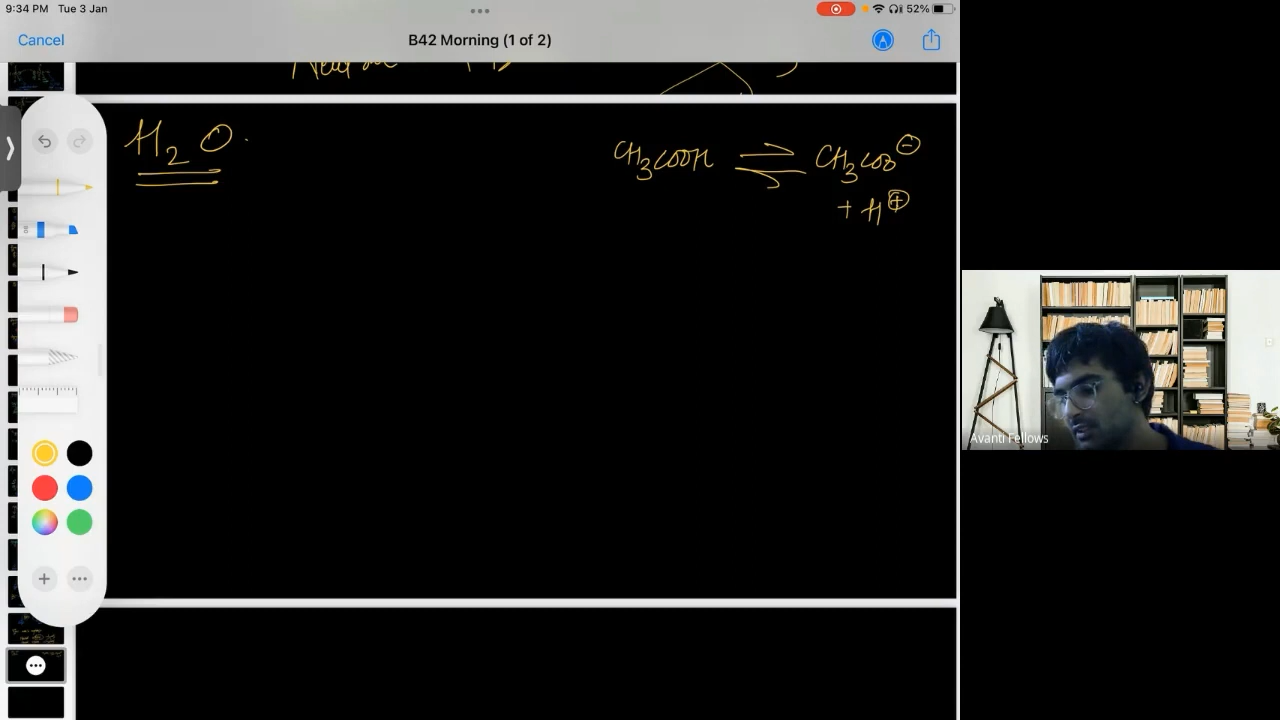 9:34 PM Tue 3 Jan
52%
Cancel
B42 Morning (1 of 2)
H₂O
CH₃COOH ⇌ CH₃COO⊖
+ H⊕
Avanti Fellows